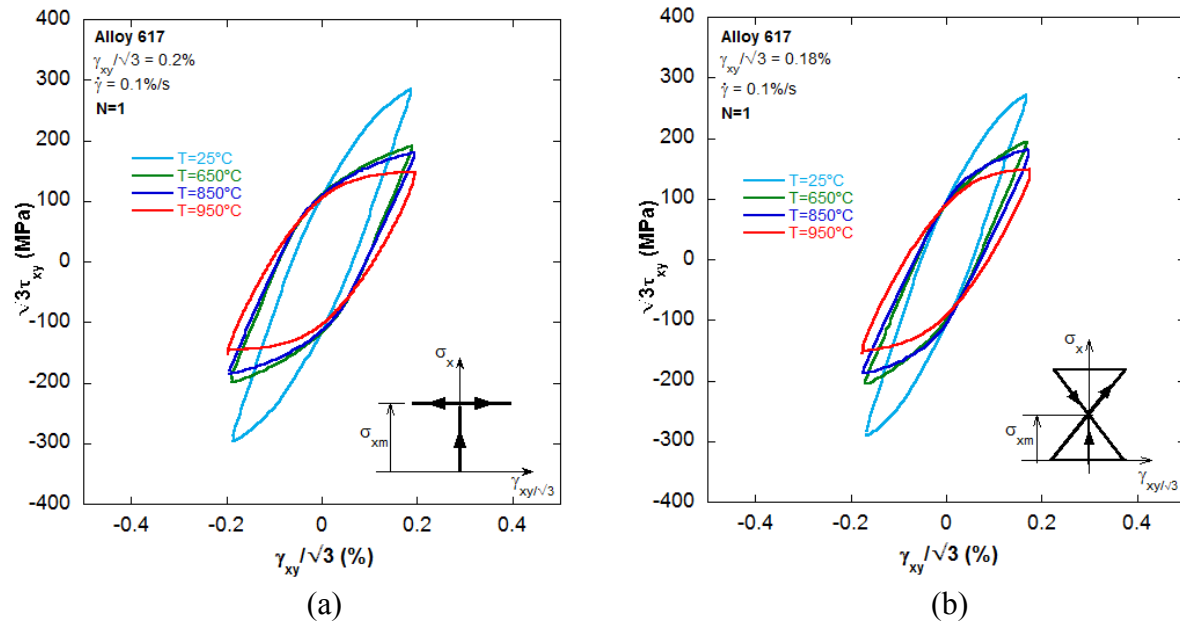 Alloy 617
γxy/√3 = 0.2%
γ̇ = 0.1%/s
N=1
T=25°C
T=650°C
T=850°C
T=950°C
√3τxy (MPa)
400
300
200
100
0
-100
-200
-300
-400
-0.4
-0.2
0
0.2
0.4
γxy/√3 (%)
σx
σxm
γxy/√3
(a)
Alloy 617
γxy/√3 = 0.18%
γ̇ = 0.1%/s
N=1
T=25°C
T=650°C
T=850°C
T=950°C
√3τxy (MPa)
400
300
200
100
0
-100
-200
-300
-400
-0.4
-0.2
0
0.2
0.4
γxy/√3 (%)
σx
σxm
γxy/√3
(b)